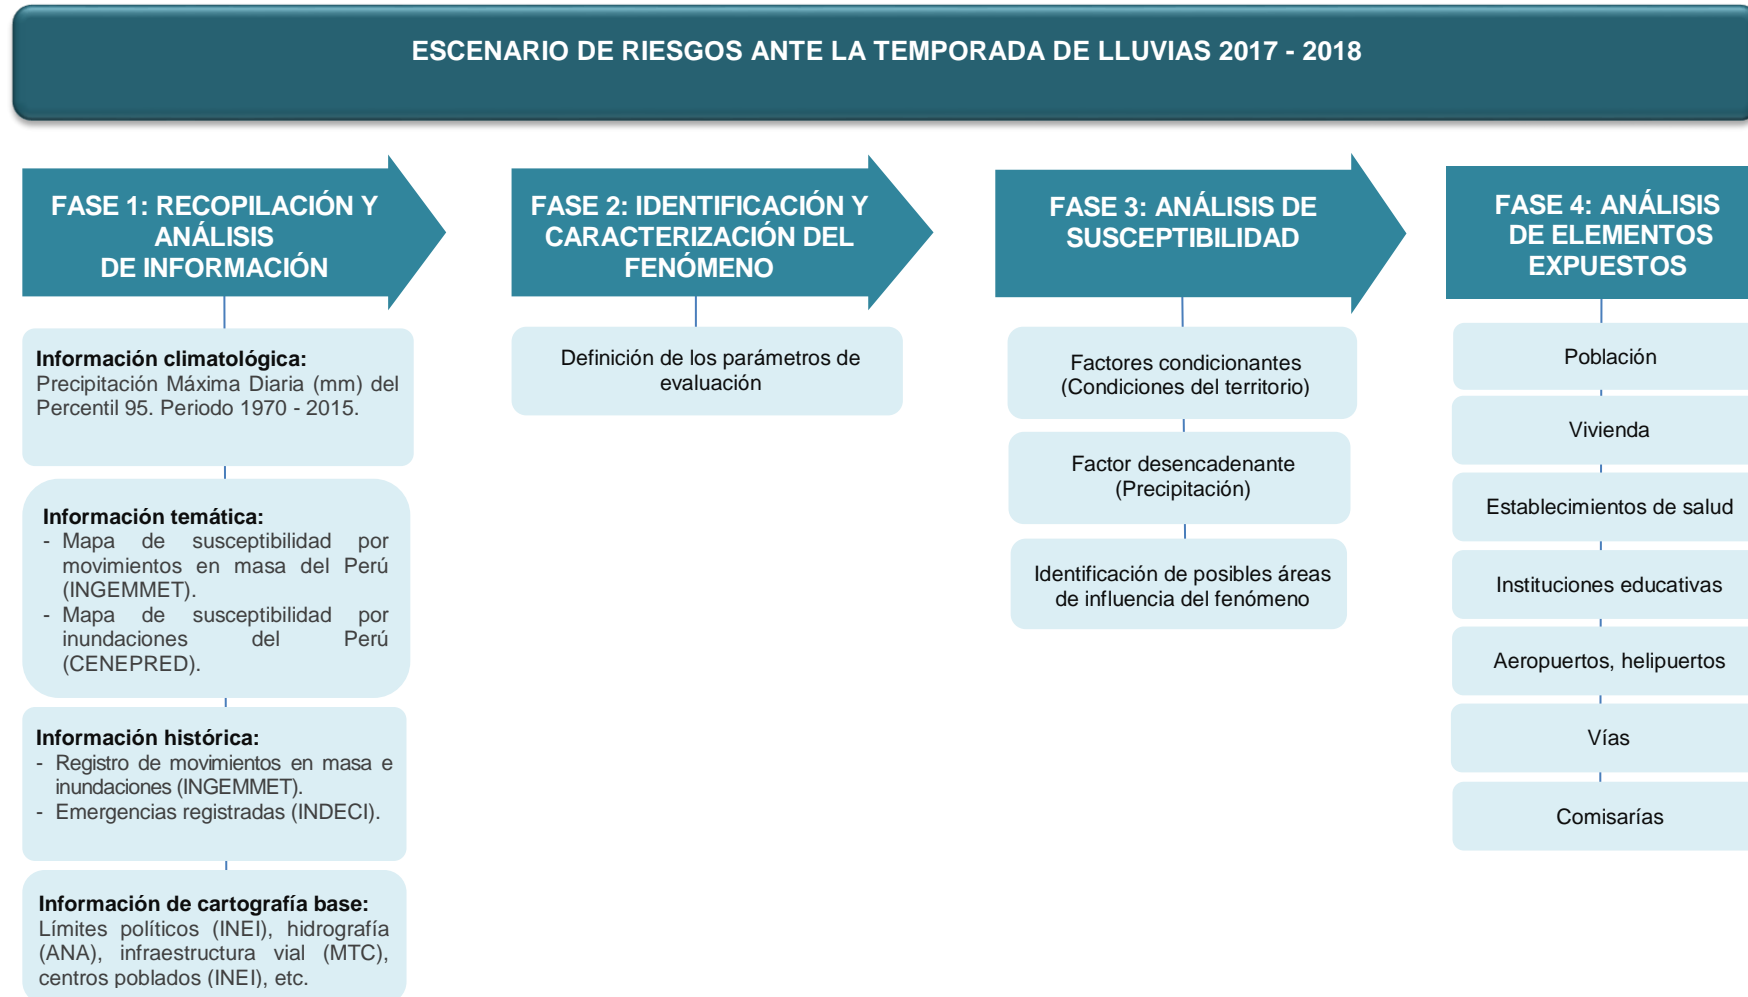 ESCENARIO DE RIESGOS ANTE LA TEMPORADA DE LLUVIAS 2017 - 2018
FASE 1: RECOPILACIÓN Y
ANÁLISIS
DE INFORMACIÓN
Información climatológica:
Precipitación Máxima Diaria (mm) del
Percentil 95. Periodo 1970 - 2015.
Información temática:
- Mapa de susceptibilidad por
movimientos en masa del Perú
(INGEMMET).
- Mapa de susceptibilidad por
inundaciones del Perú
(CENEPRED).
Información histórica:
- Registro de movimientos en masa e
inundaciones (INGEMMET).
- Emergencias registradas (INDECI).
Información de cartografía base:
Límites políticos (INEI), hidrografía
(ANA), infraestructura vial (MTC),
centros poblados (INEI), etc.
FASE 2: IDENTIFICACIÓN Y
CARACTERIZACIÓN DEL
FENÓMENO
Definición de los parámetros de
evaluación
FASE 3: ANÁLISIS DE
SUSCEPTIBILIDAD
Factores condicionantes
(Condiciones del territorio)
Factor desencadenante
(Precipitación)
Identificación de posibles áreas
de influencia del fenómeno
FASE 4: ANÁLISIS
DE ELEMENTOS
EXPUESTOS
Población
Vivienda
Establecimientos de salud
Instituciones educativas
Aeropuertos, helipuertos
Vías
Comisarías